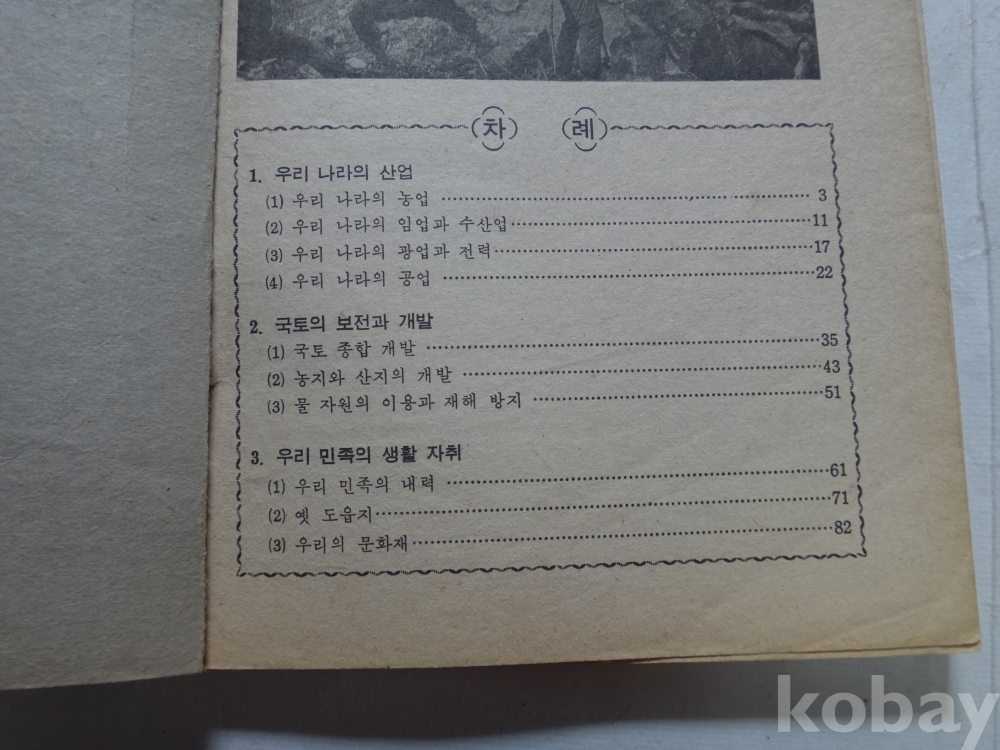 차 례
1. 우리 나라의 산업
(1) 우리 나라의 농업 3
(2) 우리 나라의 임업과 수산업 11
(3) 우리 나라의 광업과 전력 17
(4) 우리 나라의 공업 22
2. 국토의 보전과 개발
(1) 국토 종합 개발 35
(2) 농지와 산지의 개발 43
(3) 물 자원의 이용과 재해 방지 51
3. 우리 민족의 생활 자취
(1) 우리 민족의 내력 61
(2) 옛 도읍지 71
(3) 우리의 문화재 82
kobay